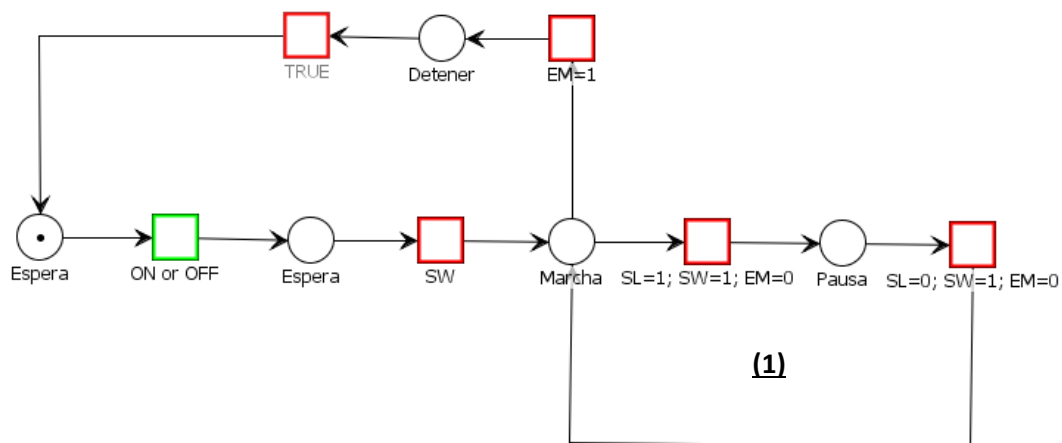 TRUE
Detener
EM=1
Espera
ON or OFF
Espera
SW
Marcha
SL=1; SW=1; EM=0
Pausa
SL=0; SW=1; EM=0
(1)